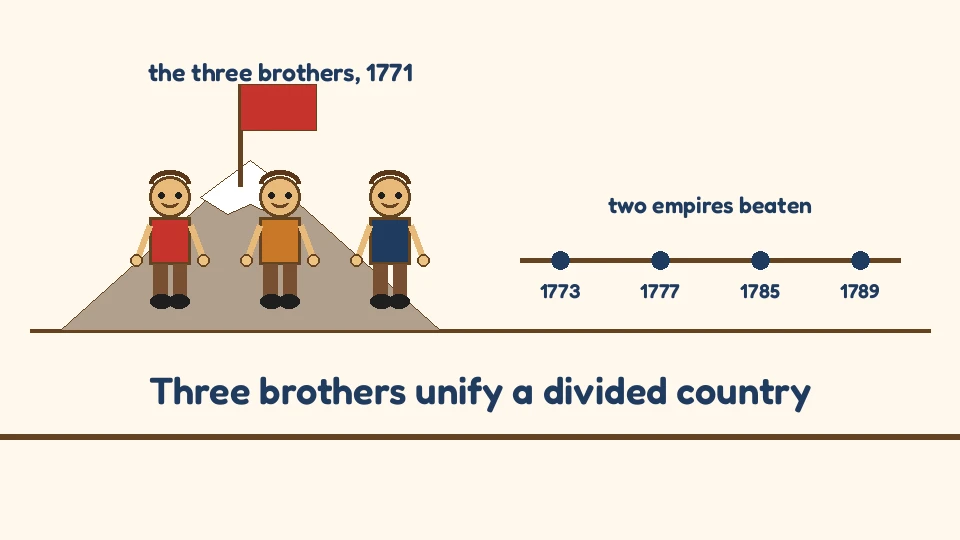 the three brothers, 1771
two empires beaten
1773 1777 1785 1789
Three brothers unify a divided country